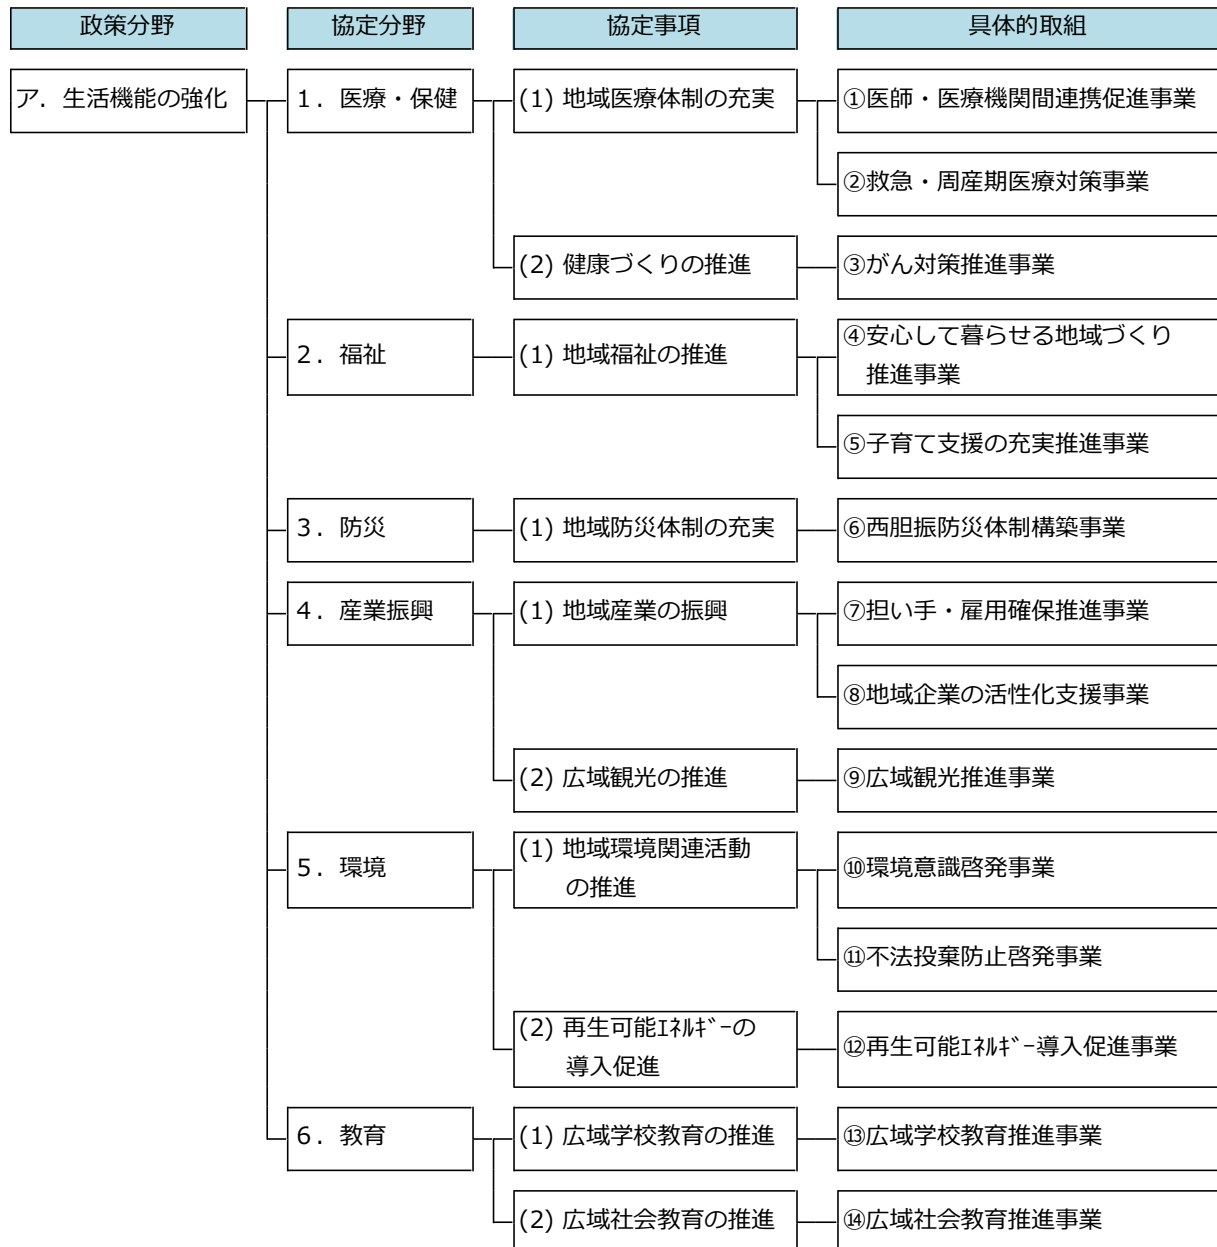 政策分野
協定分野
協定事項
具体的取組
ア．生活機能の強化
１．医療・保健
(1) 地域医療体制の充実
①医師・医療機関間連携促進事業
②救急・周産期医療対策事業
(2) 健康づくりの推進
③がん対策推進事業
２．福祉
(1) 地域福祉の推進
④安心して暮らせる地域づくり
推進事業
⑤子育て支援の充実推進事業
３．防災
(1) 地域防災体制の充実
⑥西胆振防災体制構築事業
４．産業振興
(1) 地域産業の振興
⑦担い手・雇用確保推進事業
⑧地域企業の活性化支援事業
(2) 広域観光の推進
⑨広域観光推進事業
５．環境
(1) 地域環境関連活動
の推進
⑩環境意識啓発事業
⑪不法投棄防止啓発事業
(2) 再生可能ｴﾈﾙｷﾞｰの
導入促進
⑫再生可能ｴﾈﾙｷﾞｰ導入促進事業
６．教育
(1) 広域学校教育の推進
⑬広域学校教育推進事業
(2) 広域社会教育の推進
⑭広域社会教育推進事業